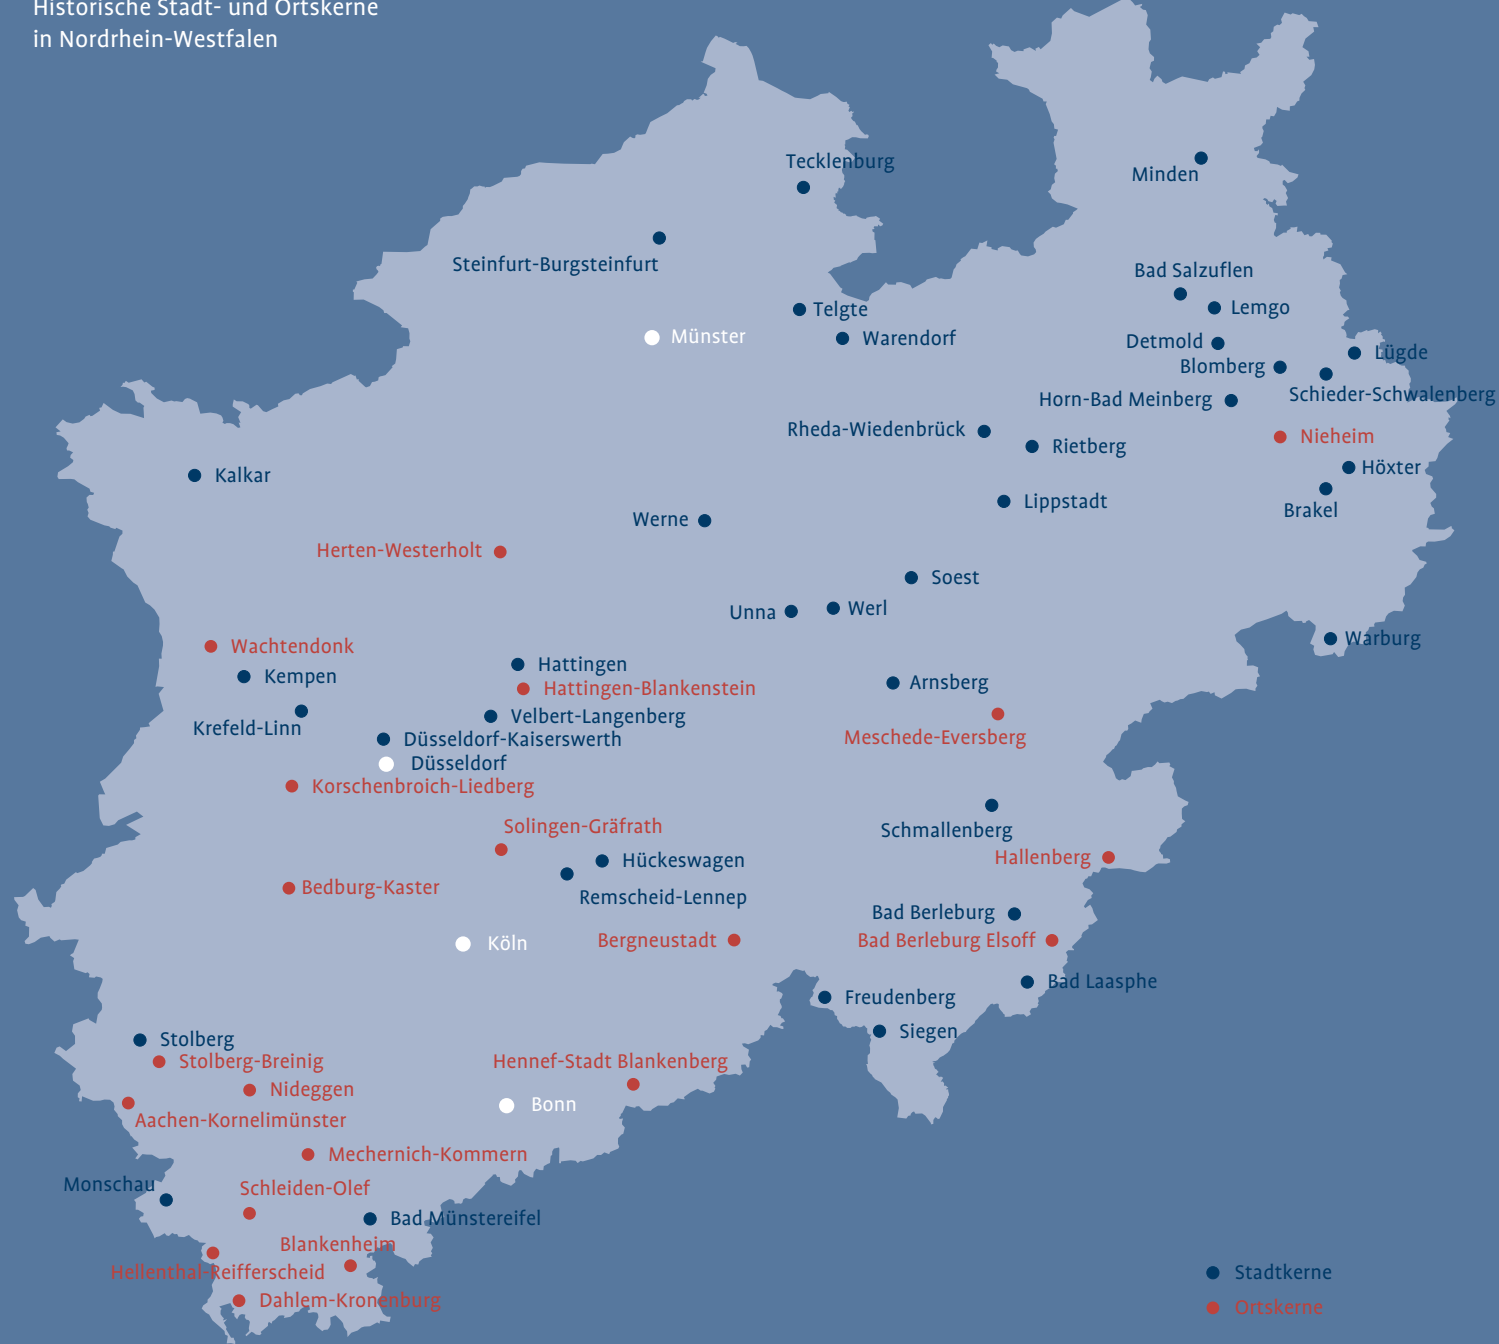 Historische Stadt- und Ortskerne
in Nordrhein-Westfalen
Tecklenburg
Minden
Steinfurt-Burgsteinfurt
Bad Salzuflen
Lemgo
Telgte
Münster
Warendorf
Detmold
Lügde
Blomberg
Schieder-Schwalenberg
Horn-Bad Meinberg
Rheda-Wiedenbrück
Nieheim
Rietberg
Höxter
Kalkar
Lippstadt
Brakel
Werne
Herten-Westerholt
Soest
Unna
Werl
Warburg
Wachtendonk
Hattingen
Kempen
Arnsberg
Hattingen-Blankenstein
Velbert-Langenberg
Krefeld-Linn
Meschede-Eversberg
Düsseldorf-Kaiserswerth
Düsseldorf
Korschenbroich-Liedberg
Solingen-Gräfrath
Schmallenberg
Hallenberg
Hückeswagen
Bedburg-Kaster
Remscheid-Lennep
Bad Berleburg
Köln
Bergneustadt
Bad Berleburg Elsoff
Bad Laasphe
Freudenberg
Siegen
Stolberg
Stolberg-Breinig
Hennef-Stadt Blankenberg
Nideggen
Bonn
Aachen-Kornelimünster
Mechernich-Kommern
Monschau
Schleiden-Olef
Bad Münstereifel
Blankenheim
Hellenthal-Reifferscheid
Dahlem-Kronenburg
Stadtkerne
Ortskerne